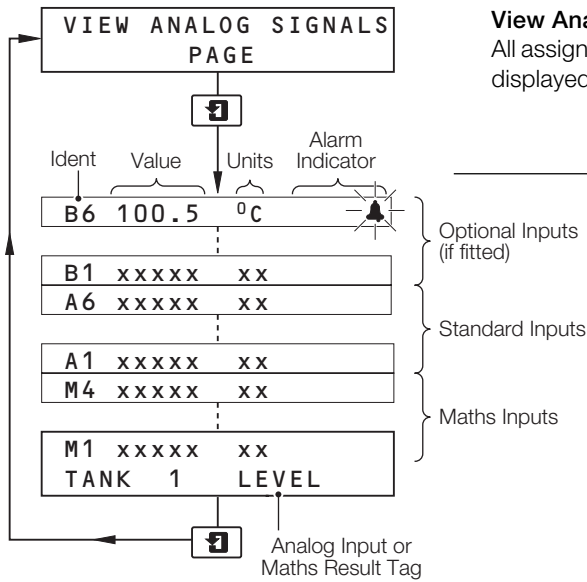 VIEW ANALOG SIGNALS
PAGE
View Ana
All assign
displayed
Ident Value Units Alarm
Indicator
B6 100.5 ⁰C
Optional Inputs
(if fitted)
B1 xxxxx xx
A6 xxxxx xx
Standard Inputs
A1 xxxxx xx
M4 xxxxx xx
Maths Inputs
M1 xxxxx xx
TANK 1 LEVEL
Analog Input or
Maths Result Tag